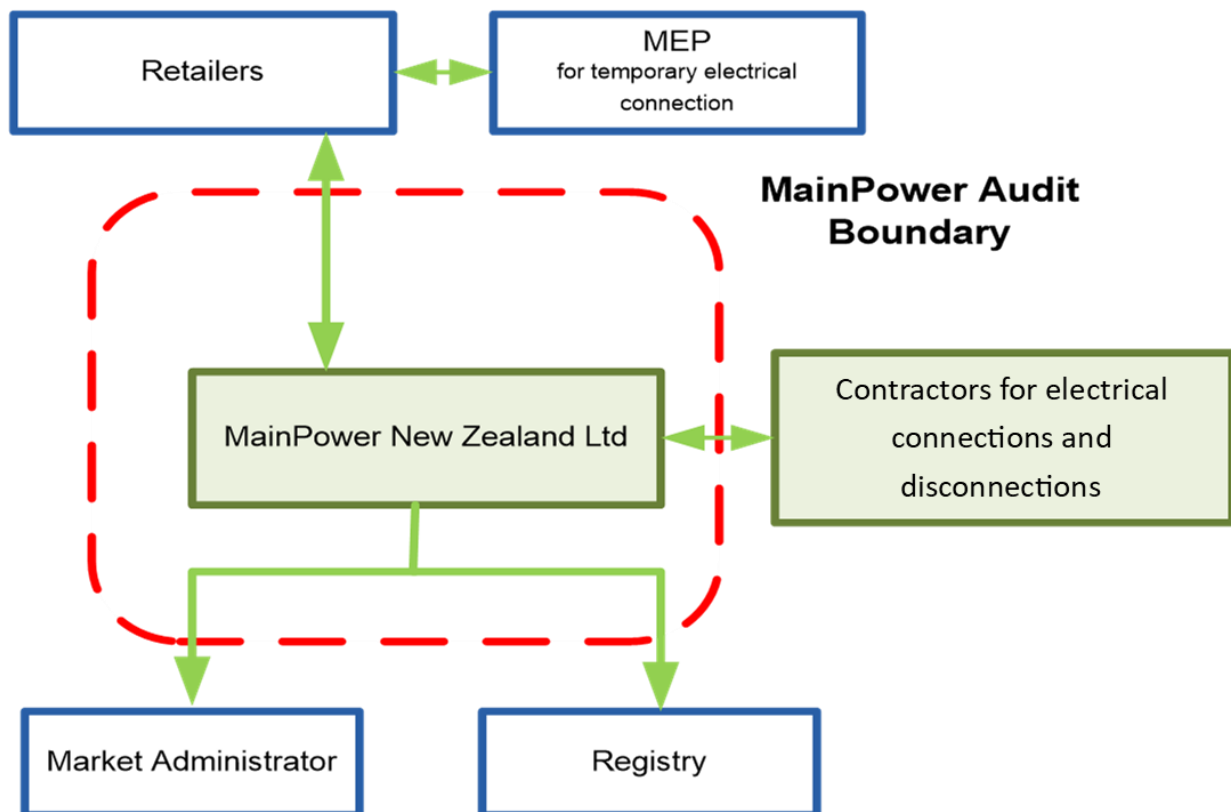 Retailers
MEP
for temporary electrical
connection
MainPower Audit
Boundary
MainPower New Zealand Ltd
Contractors for electrical
connections and
disconnections
Market Administrator
Registry